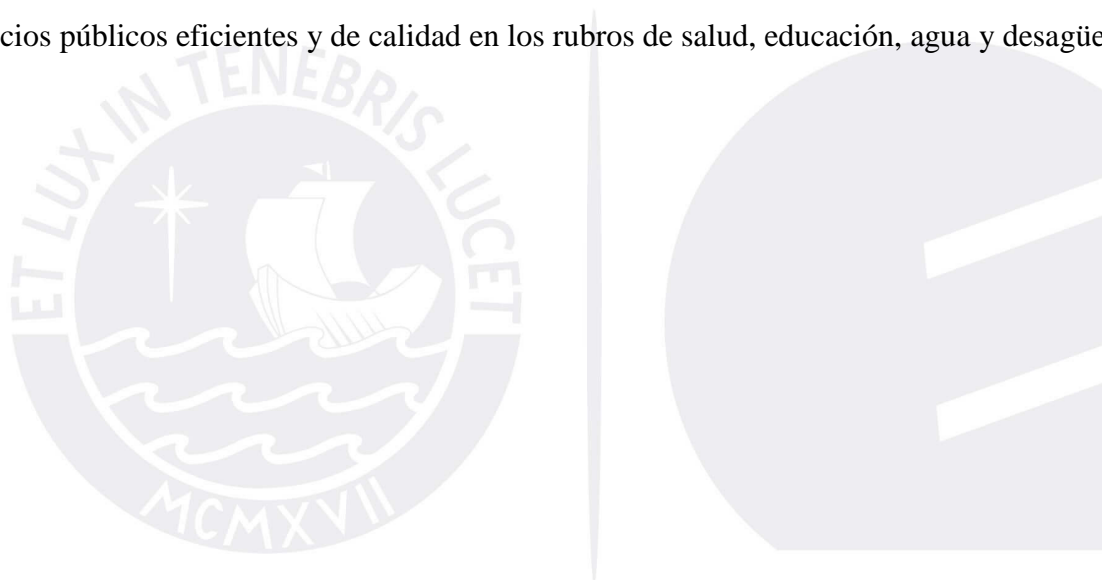 cios públicos eficientes y de calidad en los rubros de salud, educación, agua y desagüe
ET LUX IN TENEBRIS LUCET
MCMXVII